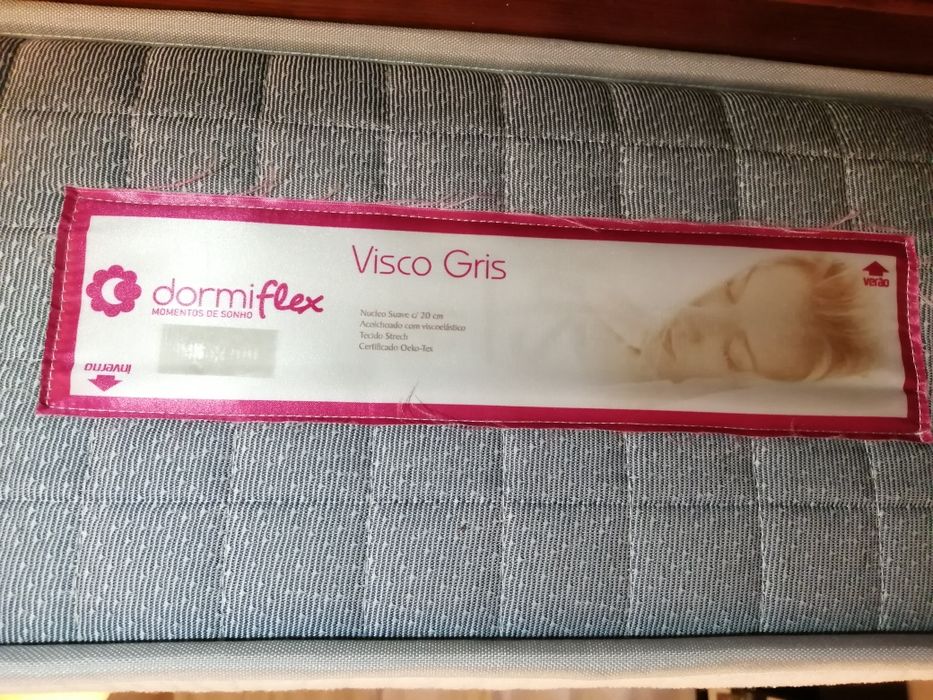 Visco Gris
dormiflex
MOMENTOS DE SONHO
Nucleo Suave c/ 20 cm
Acolchoado com viscoelástico
Tecido Strech
Certificado Oeko-Tex
verão
inverno